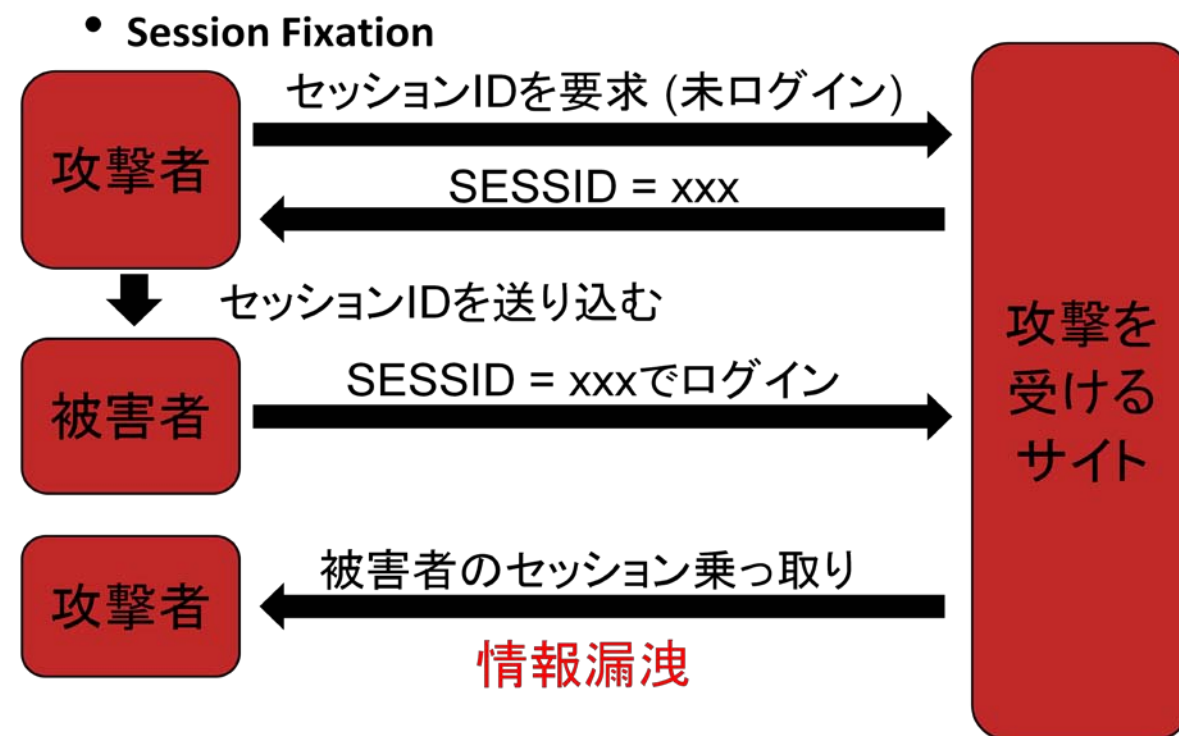 • Session Fixation
セッションIDを要求 (未ログイン)
攻撃者
SESSID = xxx
セッションIDを送り込む
攻撃を
受ける
サイト
SESSID = xxxでログイン
被害者
被害者のセッション乗っ取り
攻撃者
情報漏洩